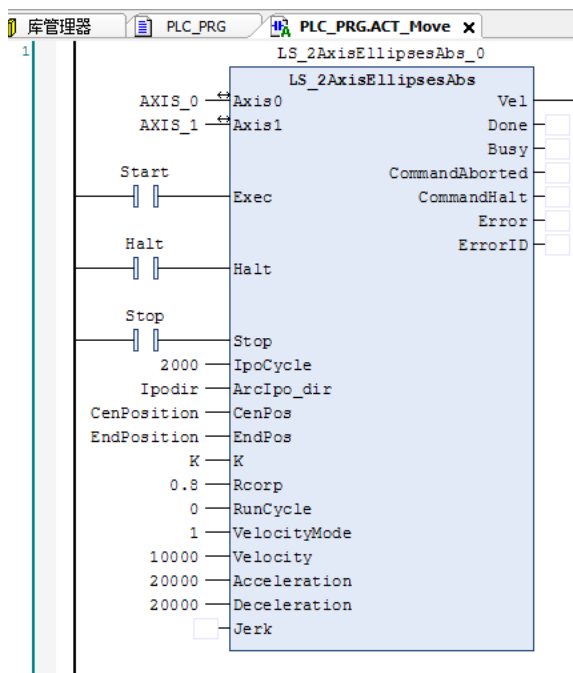 库管理器 PLC_PRG PLC_PRG.ACT_Move x
1
LS_2AxisEllipsesAbs_0
LS_2AxisEllipsesAbs
AXIS_0 Axis0 Vel
AXIS_1 Axis1 Done
Busy
Start CommandAborted
Exec CommandHalt
Error
Halt ErrorID
Halt
Stop
Stop
2000 IpoCycle
Ipodir ArcIpo_dir
CenPosition CenPos
EndPosition EndPos
K K
0.8 Rcorp
0 RunCycle
1 VelocityMode
10000 Velocity
20000 Acceleration
20000 Deceleration
Jerk